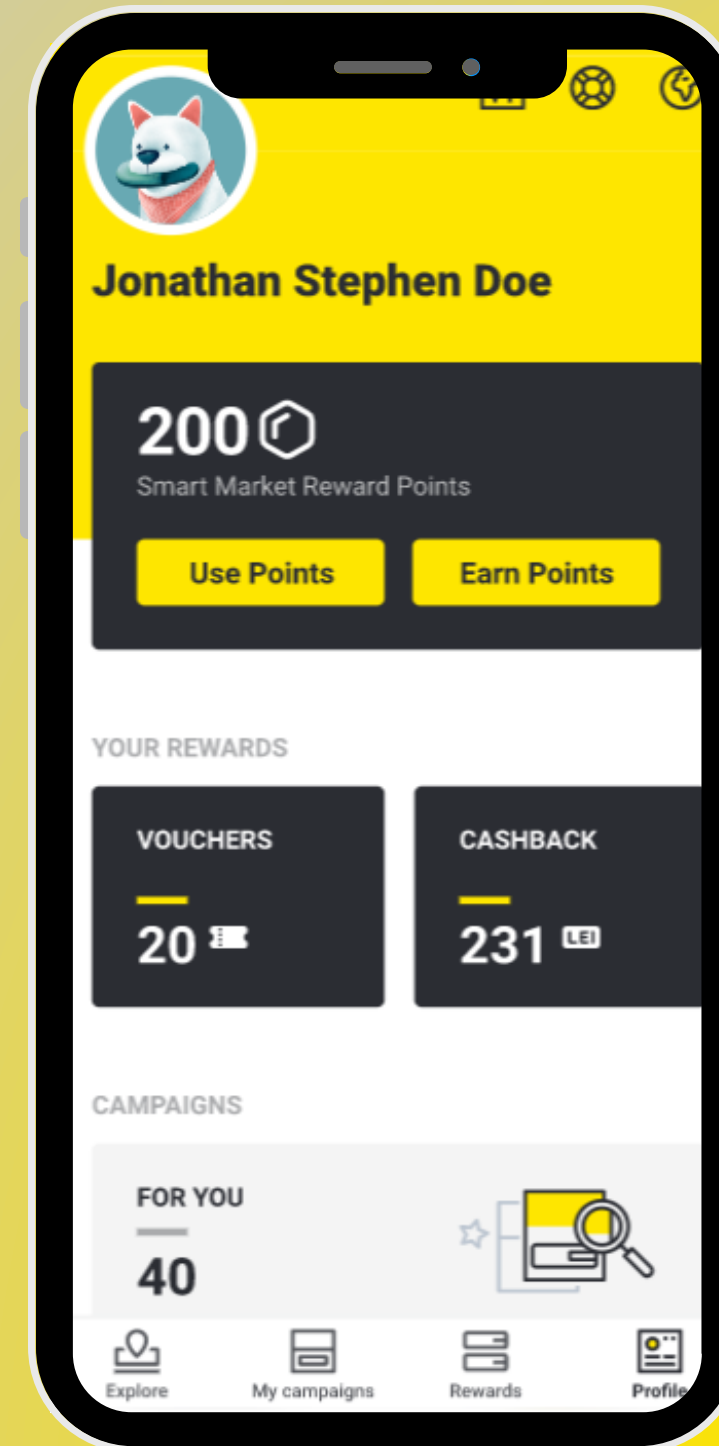 Jonathan Stephen Doe
200
Smart Market Reward Points
Use Points Earn Points
YOUR REWARDS
VOUCHERS CASHBACK
20 231 LEI
CAMPAIGNS
FOR YOU
40
Explore My campaigns Rewards Profile